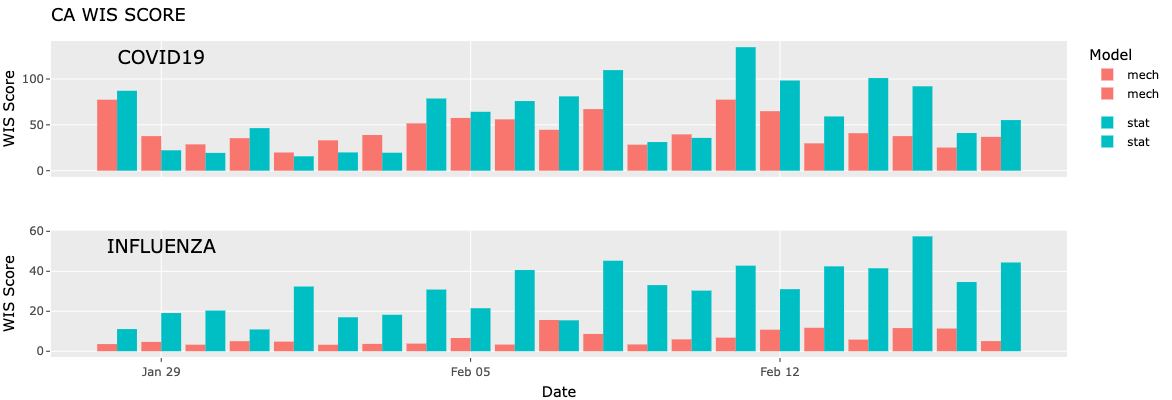 CA WIS SCORE
COVID19
WIS Score
100
50
0
Model
mech
mech
stat
stat
INFLUENZA
WIS Score
60
40
20
0
Jan 29
Feb 05
Feb 12
Date